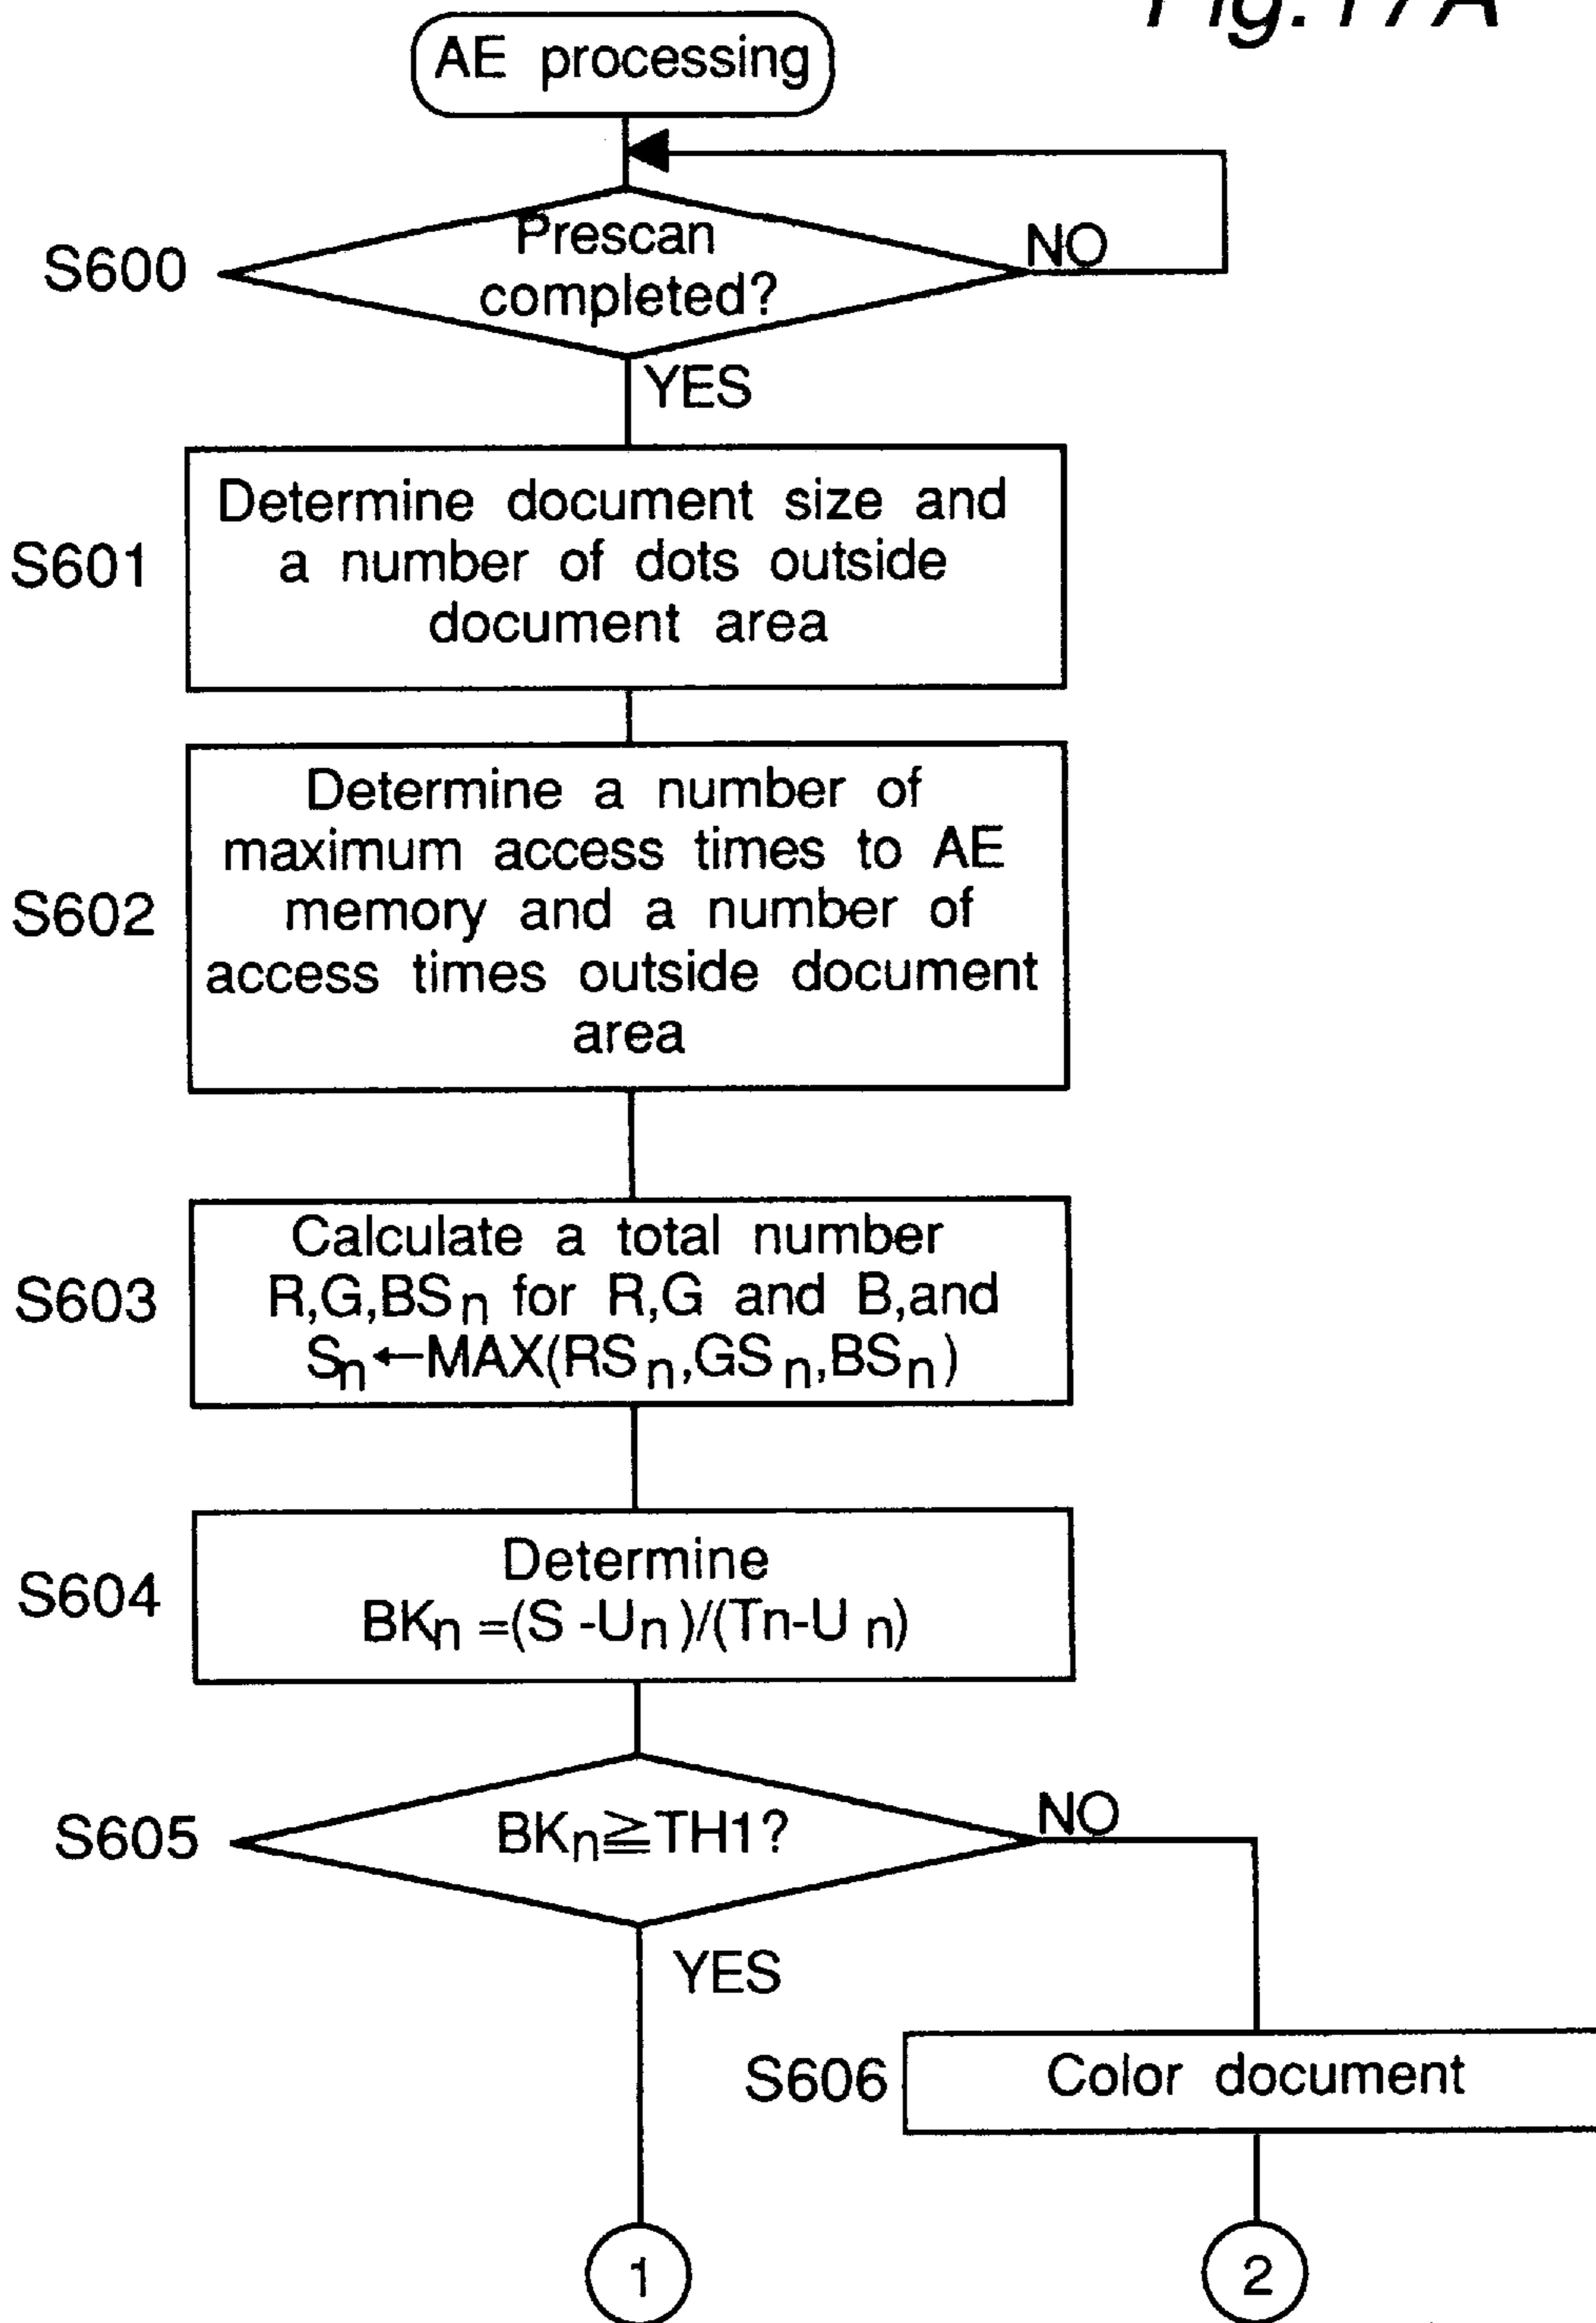 Fig.17A
AE processing
S600
Prescan
completed?
NO
YES
S601
Determine document size and
a number of dots outside
document area
S602
Determine a number of
maximum access times to AE
memory and a number of
access times outside document
area
S603
Calculate a total number
R,G,BSn for R,G and B,and
Sn←MAX(RSn,GSn,BSn)
S604
Determine
BKn =(S -Un)/(Tn-U n)
S605
BKn≧TH1?
NO
YES
S606
Color document
1
2